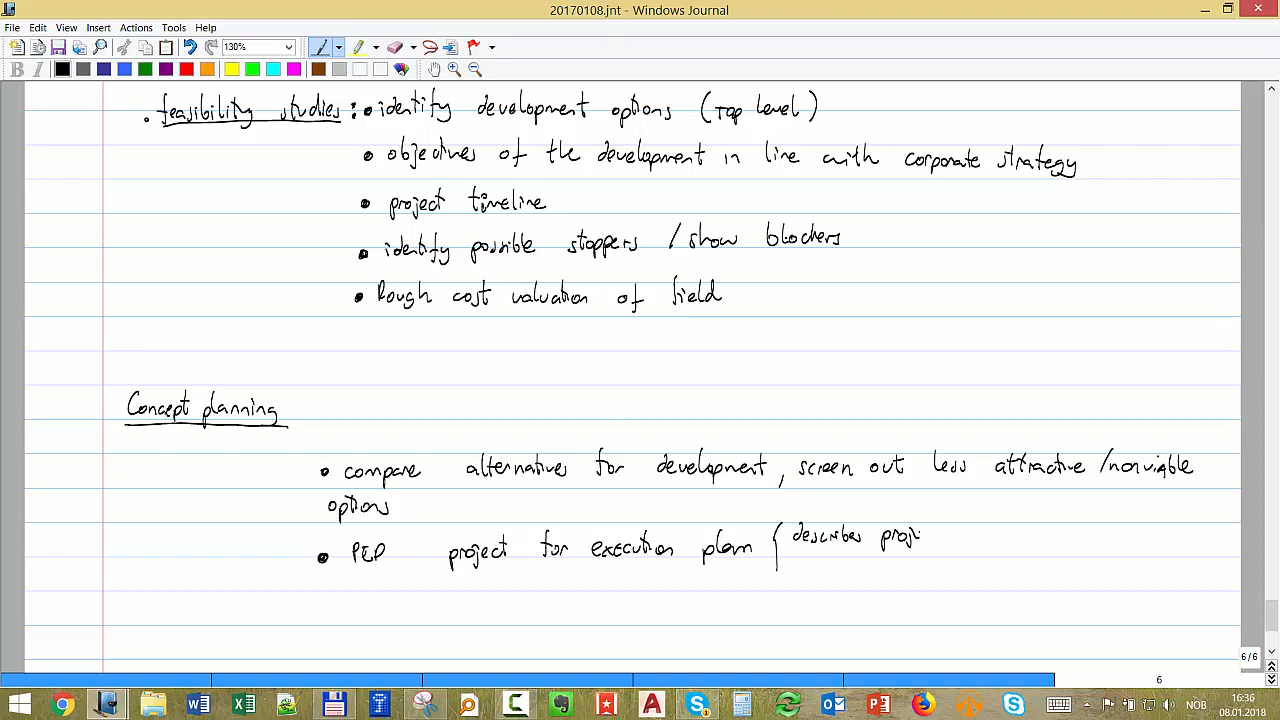 20170108.jnt - Windows Journal
File Edit View Insert Actions Tools Help
130%
. feasibility studies : • identify development options (Top level)
• objectives of the development in line with corporate strategy
• project timeline
• identify possible stoppers / show blockers
• Rough cost valuation of field
Concept planning
• compare alternatives for development, screen out less attractive /nonviable
options
• PEP project for execution plan { describes proj
6/6
6
NOB
16:36
08.01.2018